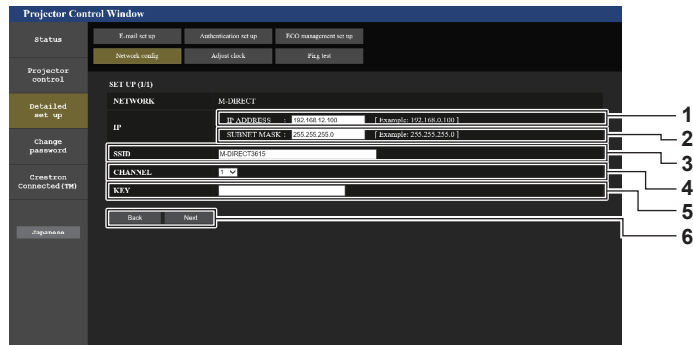 Projector Control Window
Status
E-mail set up
Authentication set up
ECO management set up
Network config
Adjust clock
Ping test
Projector
control
SET UP (1/1)
NETWORK M-DIRECT
Detailed
set up
IP
IP ADDRESS : 192.168.12.100 [ Example: 192.168.0.100 ]
SUBNET MASK : 255.255.255.0 [ Example: 255.255.255.0 ]
Change
password
SSID M-DIRECT3615
CHANNEL 1
Crestron
Connected(TM)
KEY
Back Next
Japanese
1
2
3
4
5
6